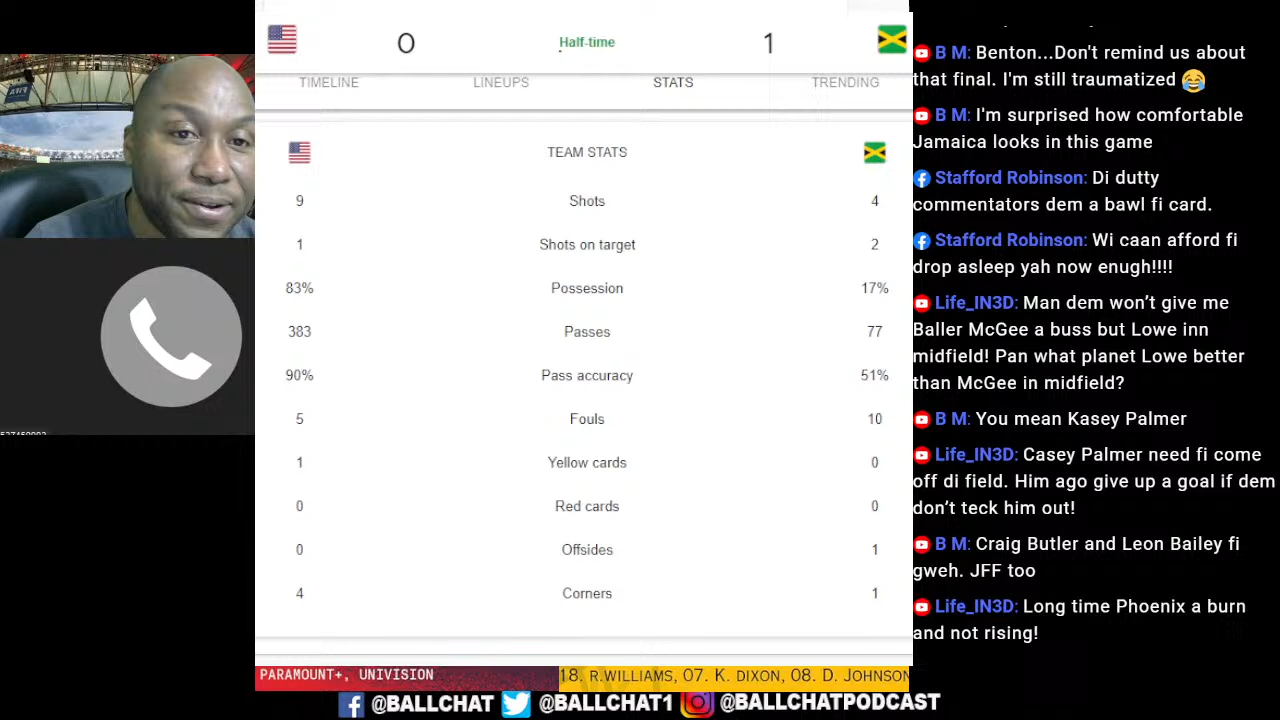 0 Half-time 1
TIMELINE LINEUPS STATS TRENDING
TEAM STATS
9 Shots 4
1 Shots on target 2
83% Possession 17%
383 Passes 77
90% Pass accuracy 51%
5 Fouls 10
1 Yellow cards 0
0 Red cards 0
0 Offsides 1
4 Corners 1
B M: Benton...Don't remind us about
that final. I'm still traumatized 😂
B M: I'm surprised how comfortable
Jamaica looks in this game
Stafford Robinson: Di dutty
commentators dem a bawl fi card.
Stafford Robinson: Wi caan afford fi
drop asleep yah now enugh!!!!
Life_IN3D: Man dem won’t give me
Baller McGee a buss but Lowe inn
midfield! Pan what planet Lowe better
than McGee in midfield?
B M: You mean Kasey Palmer
Life_IN3D: Casey Palmer need fi come
off di field. Him ago give up a goal if dem
don’t teck him out!
B M: Craig Butler and Leon Bailey fi
gweh. JFF too
Life_IN3D: Long time Phoenix a burn
and not rising!
PARAMOUNT+, UNIVISION
18. R.WILLIAMS, 07. K. DIXON, 08. D. JOHNSON
@BALLCHAT @BALLCHAT1 @BALLCHATPODCAST